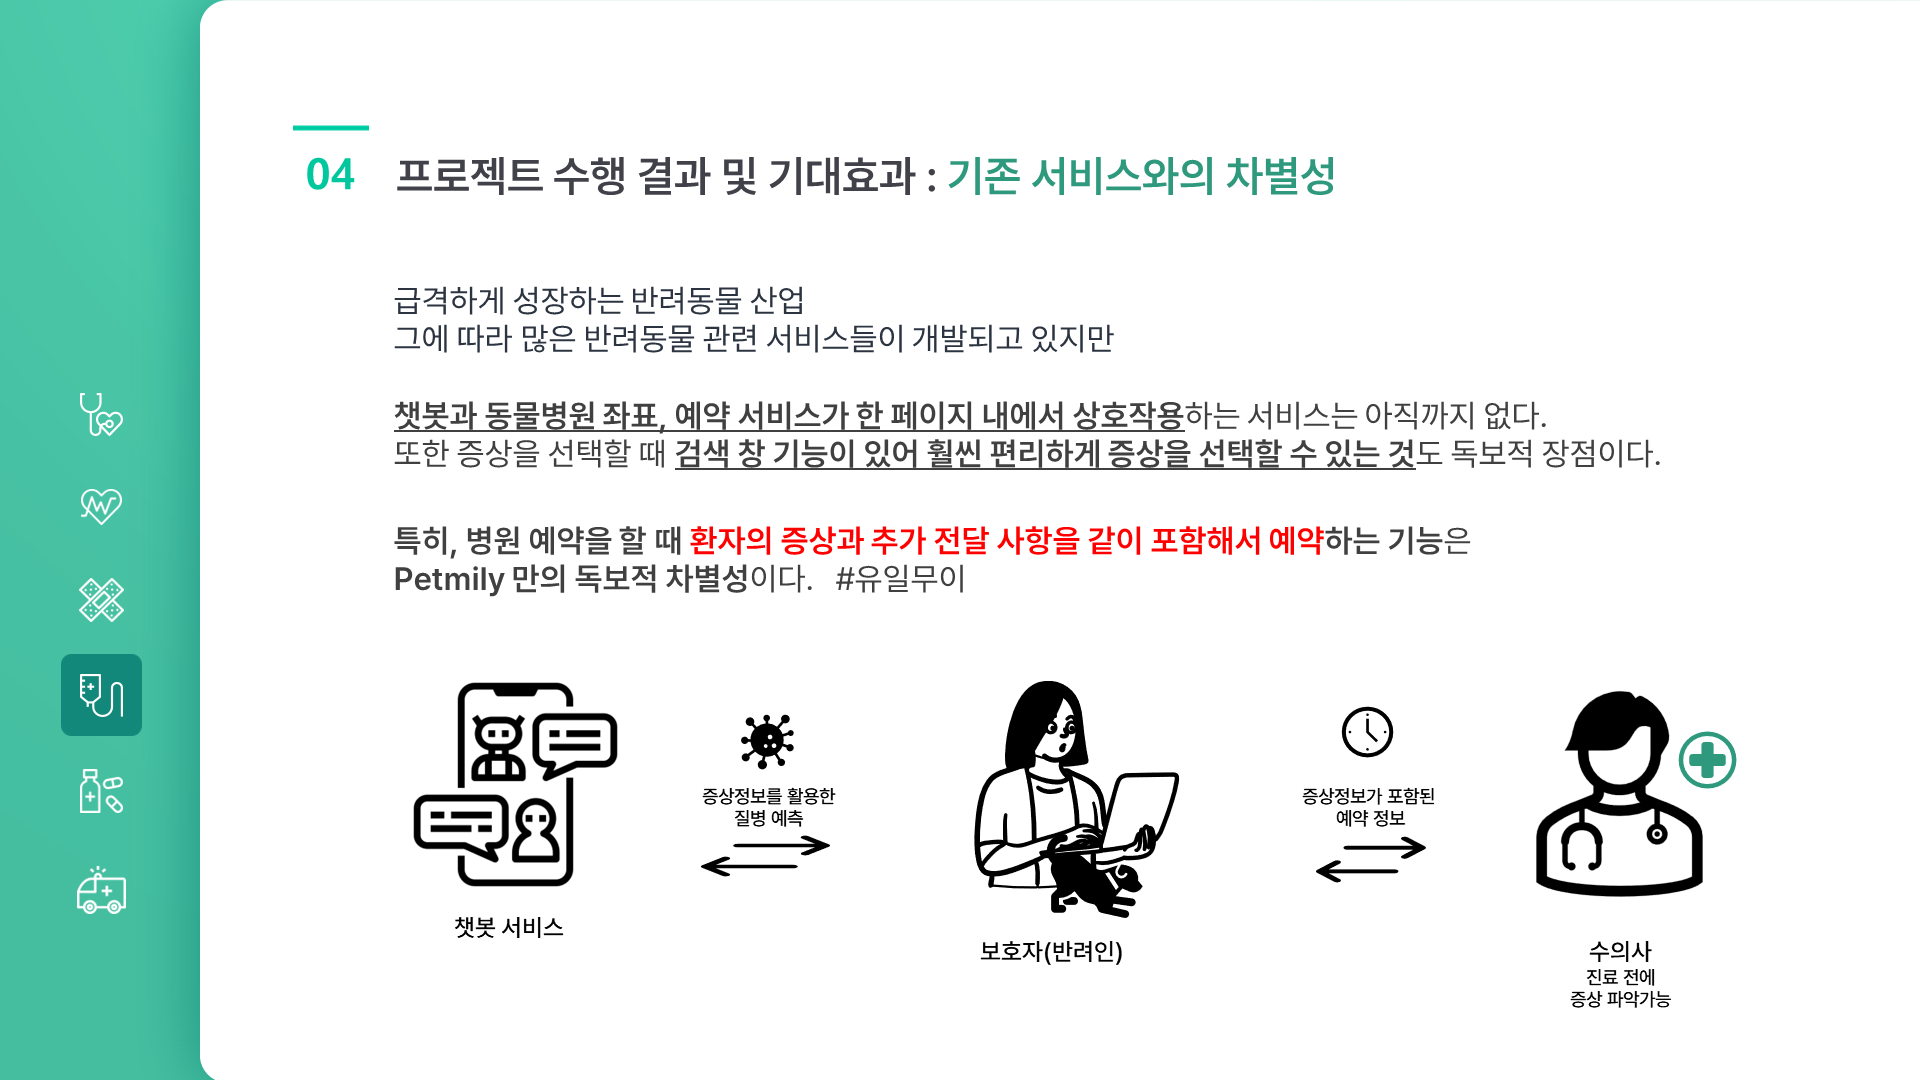 04 프로젝트 수행 결과 및 기대효과 : 기존 서비스와의 차별성
급격하게 성장하는 반려동물 산업
그에 따라 많은 반려동물 관련 서비스들이 개발되고 있지만
챗봇과 동물병원 좌표, 예약 서비스가 한 페이지 내에서 상호작용하는 서비스는 아직까지 없다.
또한 증상을 선택할 때 검색 창 기능이 있어 훨씬 편리하게 증상을 선택할 수 있는 것도 독보적 장점이다.
특히, 병원 예약을 할 때 환자의 증상과 추가 전달 사항을 같이 포함해서 예약하는 기능은
Petmily 만의 독보적 차별성이다. #유일무이
증상정보를 활용한
질병 예측
증상정보가 포함된
예약 정보
챗봇 서비스
보호자(반려인)
수의사
진료 전에
증상 파악가능